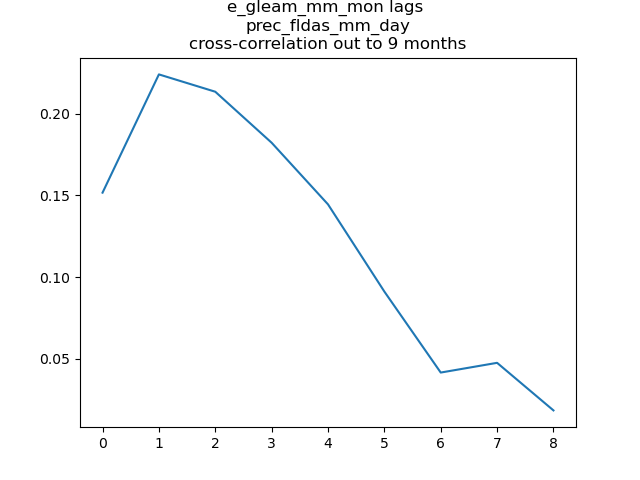 e_gleam_mm_mon lags
prec_fldas_mm_day
cross-correlation out to 9 months
0.20
0.15
0.10
0.05
0 1 2 3 4 5 6 7 8